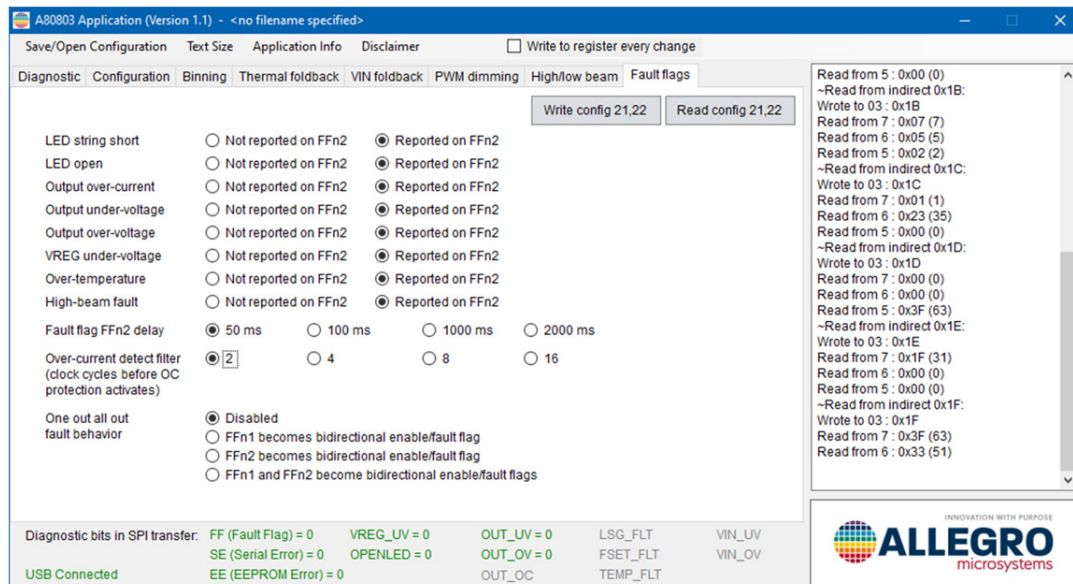 A80803 Application (Version 1.1) - <no filename specified>
Save/Open Configuration Text Size Application Info Disclaimer Write to register every change
Diagnostic Configuration Binning Thermal foldback VIN foldback PWM dimming High/low beam Fault flags
Write config 21,22 Read config 21,22
LED string short Not reported on FFn2 Reported on FFn2
LED open Not reported on FFn2 Reported on FFn2
Output over-current Not reported on FFn2 Reported on FFn2
Output under-voltage Not reported on FFn2 Reported on FFn2
Output over-voltage Not reported on FFn2 Reported on FFn2
VREG under-voltage Not reported on FFn2 Reported on FFn2
Over-temperature Not reported on FFn2 Reported on FFn2
High-beam fault Not reported on FFn2 Reported on FFn2
Fault flag FFn2 delay 50 ms 100 ms 1000 ms 2000 ms
Over-current detect filter 2 4 8 16
(clock cycles before OC
protection activates)
One out all out Disabled
fault behavior FFn1 becomes bidirectional enable/fault flag
FFn2 becomes bidirectional enable/fault flag
FFn1 and FFn2 become bidirectional enable/fault flags
Read from 5 : 0x00 (0)
~Read from indirect 0x1B:
Wrote to 03 : 0x1B
Read from 7 : 0x07 (7)
Read from 6 : 0x05 (5)
Read from 5 : 0x02 (2)
~Read from indirect 0x1C:
Wrote to 03 : 0x1C
Read from 7 : 0x01 (1)
Read from 6 : 0x23 (35)
Read from 5 : 0x00 (0)
~Read from indirect 0x1D:
Wrote to 03 : 0x1D
Read from 7 : 0x00 (0)
Read from 6 : 0x00 (0)
Read from 5 : 0x3F (63)
~Read from indirect 0x1E:
Wrote to 03 : 0x1E
Read from 7 : 0x1F (31)
Read from 6 : 0x00 (0)
Read from 5 : 0x00 (0)
~Read from indirect 0x1F:
Wrote to 03 : 0x1F
Read from 7 : 0x3F (63)
Read from 6 : 0x33 (51)
Diagnostic bits in SPI transfer: FF (Fault Flag) = 0 VREG_UV = 0 OUT_UV = 0 LSG_FLT VIN_UV
SE (Serial Error) = 0 OPENLED = 0 OUT_OV = 0 FSET_FLT VIN_OV
USB Connected EE (EEPROM Error) = 0 OUT_OC TEMP_FLT
INNOVATION WITH PURPOSE
ALLEGRO
microsystems